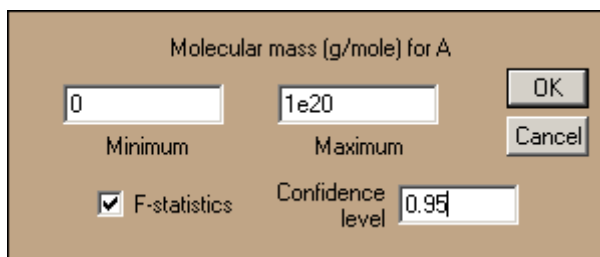 Molecular mass (g/mole) for A
0
1e20
OK
Minimum
Maximum
Cancel
F-statistics
Confidence
level
0.95